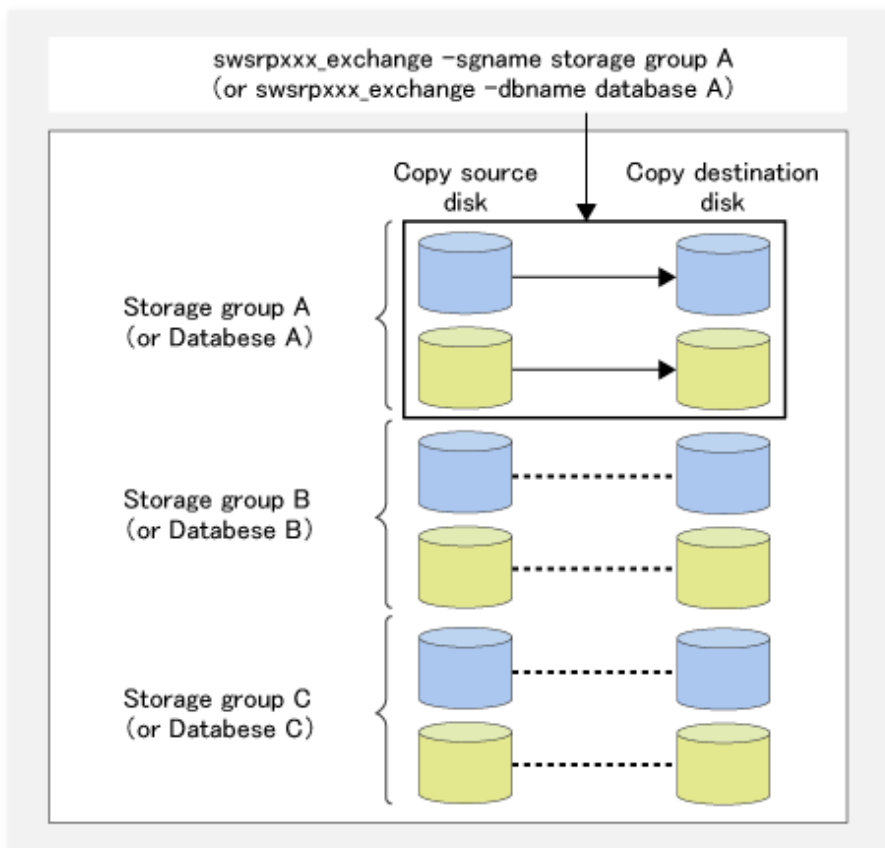 swsrpxxx_exchange -sgname storage group A
(or swsrpxxx_exchange -dbname database A)
Copy source
disk
Copy destination
disk
Storage group A
(or Databese A)
Storage group B
(or Databese B)
Storage group C
(or Databese C)